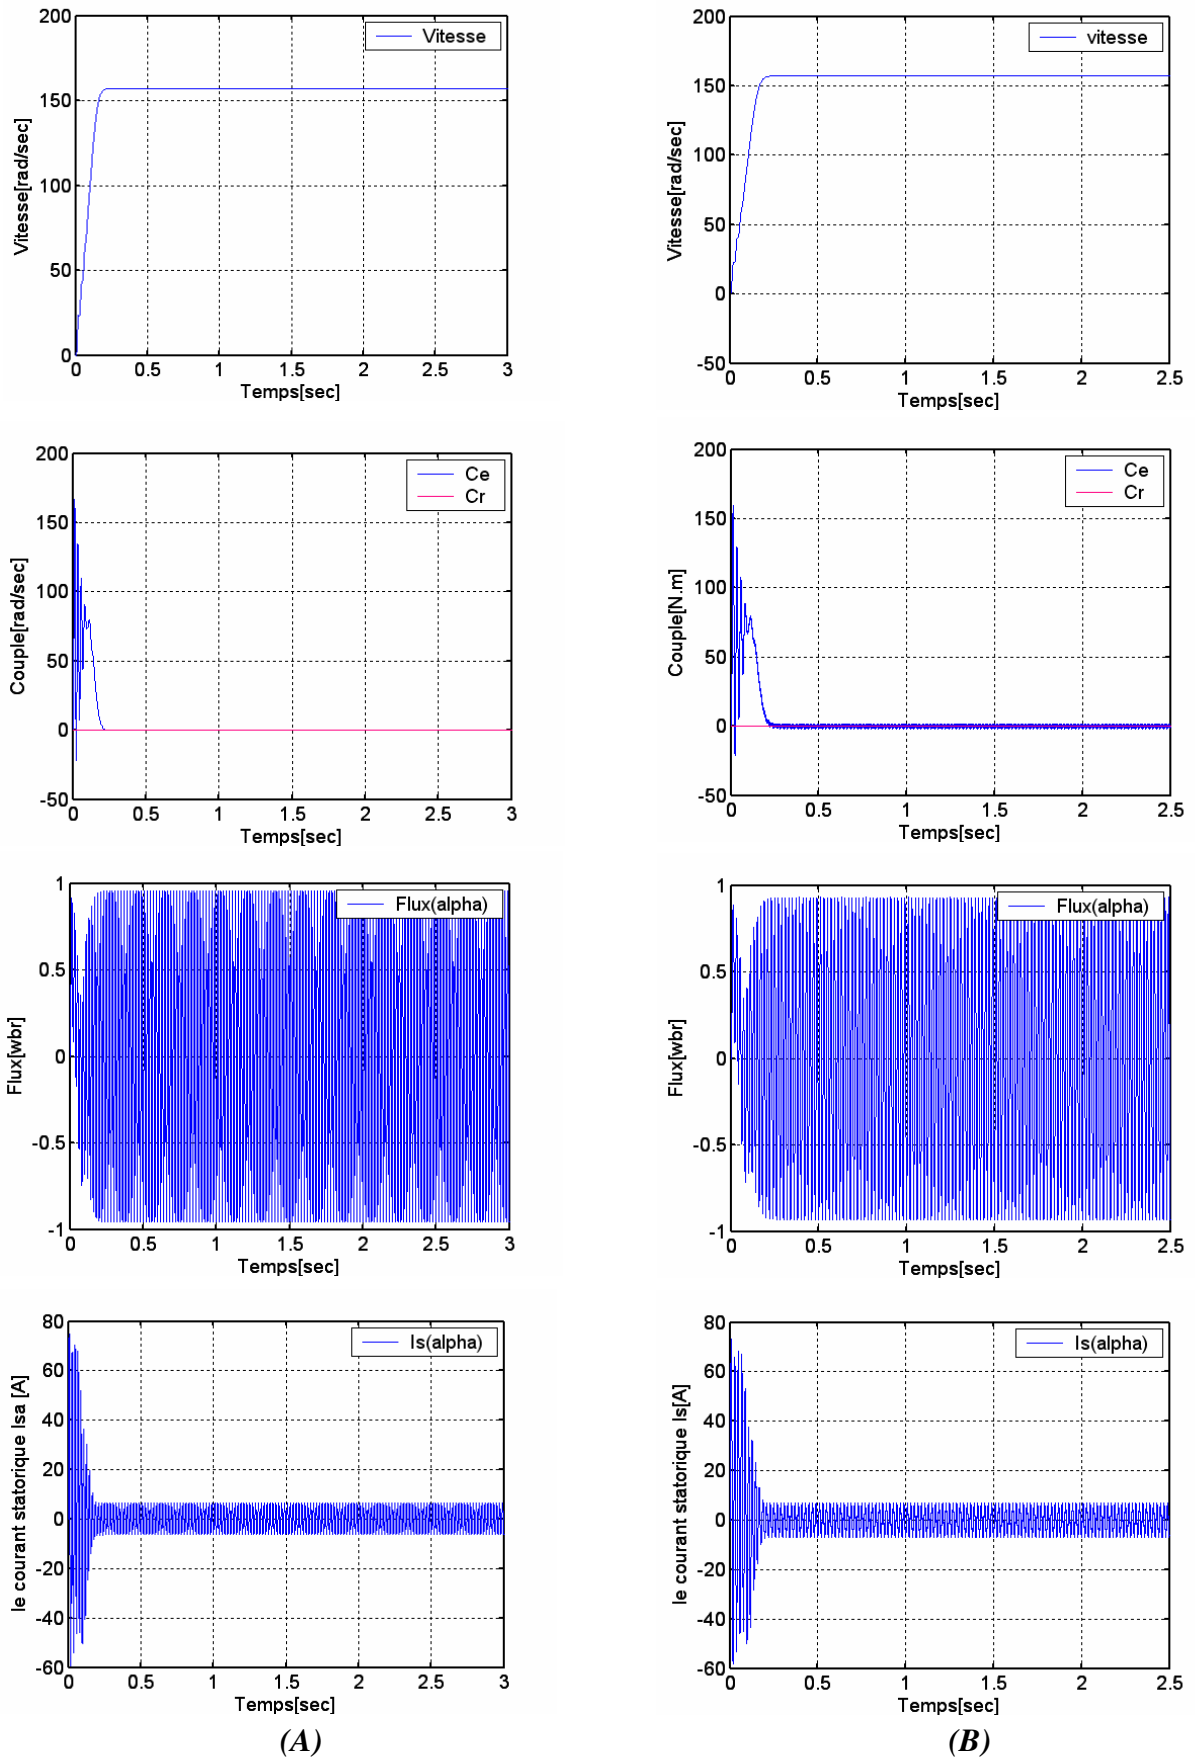 200
150
100
50
0
Vitesse[rad/sec]
Vitesse
0 0.5 1 1.5 2 2.5 3
Temps[sec]
200
150
100
50
0
-50
Vitesse[rad/sec]
vitesse
0 0.5 1 1.5 2 2.5
Temps[sec]
200
150
100
50
0
-50
Couple[rad/sec]
Ce
Cr
0 0.5 1 1.5 2 2.5 3
Temps[sec]
200
150
100
50
0
-50
Couple[N.m]
Ce
Cr
0 0.5 1 1.5 2 2.5
Temps[sec]
1
0.5
0
-0.5
-1
Flux[wbr]
Flux(alpha)
0 0.5 1 1.5 2 2.5 3
Temps[sec]
1
0.5
0
-0.5
-1
Flux[wbr]
Flux(alpha)
0 0.5 1 1.5 2 2.5
Temps[sec]
80
60
40
20
0
-20
-40
-60
le courant statorique Isa [A]
Is(alpha)
0 0.5 1 1.5 2 2.5 3
Temps[sec]
(A)
80
60
40
20
0
-20
-40
-60
le courant statorique Is[A]
Is(alpha)
0 0.5 1 1.5 2 2.5
Temps[sec]
(B)